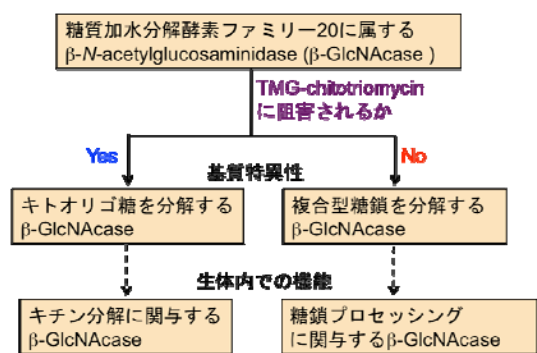 糖質加水分解酵素ファミリー20に属する
β-N-acetylglucosaminidase (β-GlcNAcase )
TMG-chitotriomycin
に阻害されるか
Yes
No
基質特異性
キトオリゴ糖を分解する
β-GlcNAcase
複合型糖鎖を分解する
β-GlcNAcase
生体内での機能
キチン分解に関与する
β-GlcNAcase
糖鎖プロセッシング
に関与するβ-GlcNAcase